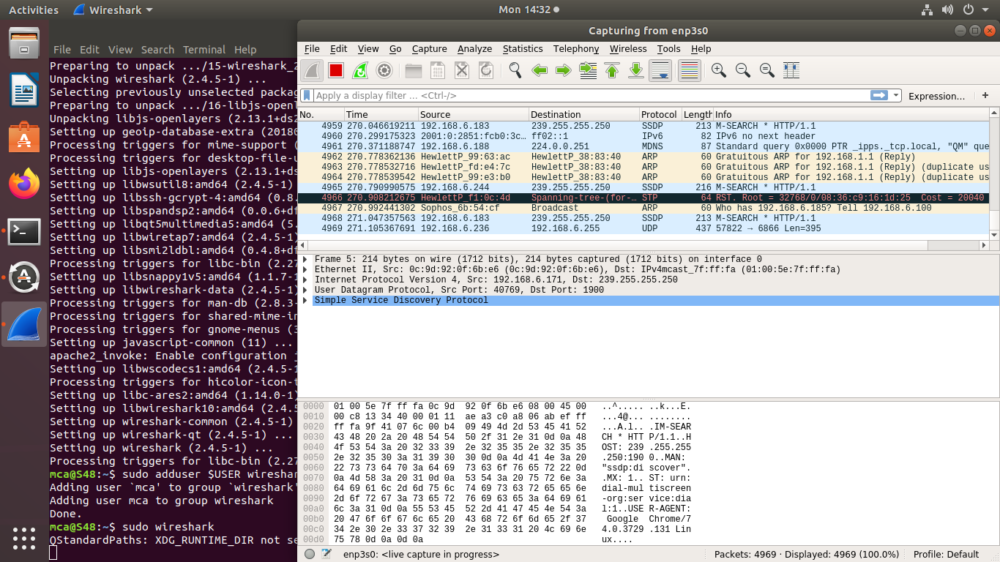 Activities Wireshark Mon 14:32
File Edit View Search Terminal Help
Preparing to unpack .../15-wireshark_2
Unpacking wireshark (2.4.5-1) ...
Selecting previously unselected packag
Preparing to unpack .../16-libjs-openl
Unpacking libjs-openlayers (2.13.1+ds2
Setting up geoip-database-extra (20180
Processing triggers for mime-support (
Processing triggers for desktop-file-u
Setting up libjs-openlayers (2.13.1+ds
Setting up libwsutil8:amd64 (2.4.5-1)
Setting up libssh-gcrypt-4:amd64 (0.8.
Setting up libspandsp2:amd64 (0.0.6+df
Setting up libqt5multimedia5:amd64 (5.
Setting up libwiretap7:amd64 (2.4.5-1)
Setting up libsmi2ldbl:amd64 (0.4.8+df
Processing triggers for libc-bin (2.27
Setting up libsnappy1v5:amd64 (1.1.7-1
Setting up libwireshark-data (2.4.5-1)
Processing triggers for man-db (2.8.3-
Processing triggers for shared-mime-in
Processing triggers for gnome-menus (3
Setting up javascript-common (11) ...
apache2_invoke: Enable configuration j
Setting up libwscodecs1:amd64 (2.4.5-1
Processing triggers for hicolor-icon-t
Setting up libc-ares2:amd64 (1.14.0-1)
Setting up libwireshark10:amd64 (2.4.5
Setting up wireshark-common (2.4.5-1)
Setting up wireshark-qt (2.4.5-1) ...
Setting up wireshark (2.4.5-1) ...
Processing triggers for libc-bin (2.27
mca@S48:~$ sudo adduser $USER wireshar
Adding user `mca' to group `wireshark'
Adding user mca to group wireshark
Done.
mca@S48:~$ sudo wireshark
QStandardPaths: XDG_RUNTIME_DIR not se
Capturing from enp3s0
File Edit View Go Capture Analyze Statistics Telephony Wireless Tools Help
Apply a display filter ... <Ctrl-/> Expression... +
No. Time Source Destination Protocol Length Info
4959 270.046619211 192.168.6.183 239.255.255.250 SSDP 213 M-SEARCH * HTTP/1.1
4960 270.299175323 2001:0:2851:fcb0:3c… ff02::1 IPv6 82 IPv6 no next header
4961 270.371188747 192.168.6.188 224.0.0.251 MDNS 87 Standard query 0x0000 PTR _ipps._tcp.local, "QM" que
4962 270.778362136 HewlettP_99:63:ac HewlettP_38:83:40 ARP 60 Gratuitous ARP for 192.168.1.1 (Reply)
4963 270.778532716 HewlettP_fd:e4:7c HewlettP_38:83:40 ARP 60 Gratuitous ARP for 192.168.1.1 (Reply) (duplicate us
4964 270.778539542 HewlettP_99:e3:b0 HewlettP_38:83:40 ARP 60 Gratuitous ARP for 192.168.1.1 (Reply) (duplicate us
4965 270.790990575 192.168.6.244 239.255.255.250 SSDP 216 M-SEARCH * HTTP/1.1
4966 270.908212675 HewlettP_f1:0c:4d Spanning-tree-(for-… STP 64 RST. Root = 32768/0/08:36:c9:16:1d:25 Cost = 20040
4967 270.992441302 Sophos_6b:54:cf Broadcast ARP 60 Who has 192.168.6.185? Tell 192.168.6.100
4968 271.047357563 192.168.6.183 239.255.255.250 SSDP 213 M-SEARCH * HTTP/1.1
4969 271.105367691 192.168.6.236 192.168.6.255 UDP 437 57822 → 6866 Len=395
Frame 5: 214 bytes on wire (1712 bits), 214 bytes captured (1712 bits) on interface 0
Ethernet II, Src: 0c:9d:92:0f:6b:e6 (0c:9d:92:0f:6b:e6), Dst: IPv4mcast_7f:ff:fa (01:00:5e:7f:ff:fa)
Internet Protocol Version 4, Src: 192.168.6.171, Dst: 239.255.255.250
User Datagram Protocol, Src Port: 40769, Dst Port: 1900
Simple Service Discovery Protocol
0000 01 00 5e 7f ff fa 0c 9d 92 0f 6b e6 08 00 45 00 ..^..... ..k...E.
0010 00 c8 13 34 40 00 01 11 ae a3 c0 a8 06 ab ef ff ...4@... ........
0020 ff fa 9f 41 07 6c 00 b4 09 49 4d 2d 53 45 41 52 ...A.l.. .IM-SEAR
0030 43 48 20 2a 20 48 54 54 50 2f 31 2e 31 0d 0a 48 CH * HTT P/1.1..H
0040 4f 53 54 3a 20 32 33 39 2e 32 35 35 2e 32 35 35 OST: 239 .255.255
0050 2e 32 35 30 3a 31 39 30 30 0d 0a 4d 41 4e 3a 20 .250:190 0..MAN:
0060 22 73 73 64 70 3a 64 69 73 63 6f 76 65 72 22 0d "ssdp:di scover".
0070 0a 4d 58 3a 20 31 0d 0a 53 54 3a 20 75 72 6e 3a .MX: 1.. ST: urn:
0080 64 69 61 6c 2d 6d 75 6c 74 69 73 63 72 65 65 6e dial-mul tiscreen
0090 2d 6f 72 67 3a 73 65 72 76 69 63 65 3a 64 69 61 -org:ser vice:dia
00a0 6c 3a 31 0d 0a 55 53 45 52 2d 41 47 45 4e 54 3a l:1..USE R-AGENT:
00b0 20 47 6f 6f 67 6c 65 20 43 68 72 6f 6d 65 2f 37 Google Chrome/7
00c0 34 2e 30 2e 33 37 32 39 2e 31 33 31 20 4c 69 6e 4.0.3729 .131 Lin
00d0 75 78 0d 0a 0d 0a ux....
enp3s0: <live capture in progress> Packets: 4969 · Displayed: 4969 (100.0%) Profile: Default